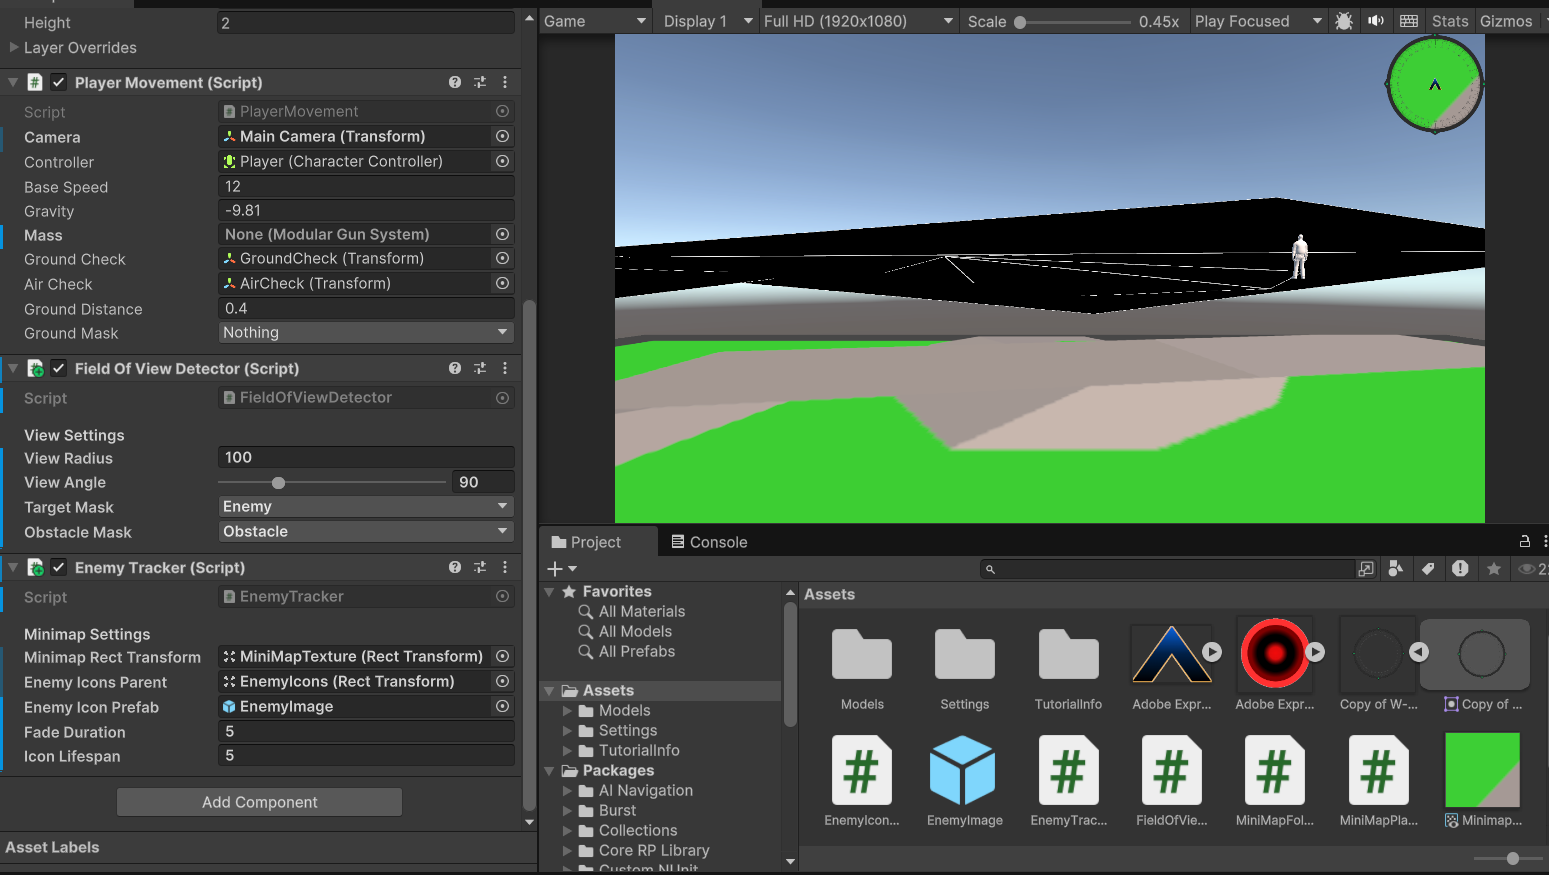 Height 2
Layer Overrides
# Player Movement (Script)
Script PlayerMovement
Camera Main Camera (Transform)
Controller Player (Character Controller)
Base Speed 12
Gravity -9.81
Mass None (Modular Gun System)
Ground Check GroundCheck (Transform)
Air Check AirCheck (Transform)
Ground Distance 0.4
Ground Mask Nothing
Field Of View Detector (Script)
Script FieldOfViewDetector
View Settings
View Radius 100
View Angle 90
Target Mask Enemy
Obstacle Mask Obstacle
Enemy Tracker (Script)
Script EnemyTracker
Minimap Settings
Minimap Rect Transform MiniMapTexture (Rect Transform)
Enemy Icons Parent EnemyIcons (Rect Transform)
Enemy Icon Prefab EnemyImage
Fade Duration 5
Icon Lifespan 5
Add Component
Asset Labels
Game Display 1 Full HD (1920x1080) Scale 0.45x Play Focused Stats Gizmos
Project Console
Favorites
All Materials
All Models
All Prefabs
Assets
Models
Settings
TutorialInfo
Packages
AI Navigation
Burst
Collections
Core RP Library
Custom NUnit
Assets
Models Settings TutorialInfo Adobe Expr... Adobe Expr... Copy of W-... Copy of ...
# # # # #
EnemyIcon... EnemyImage EnemyTrac... FieldOfVie... MiniMapFol... MiniMapPla... Minimap...